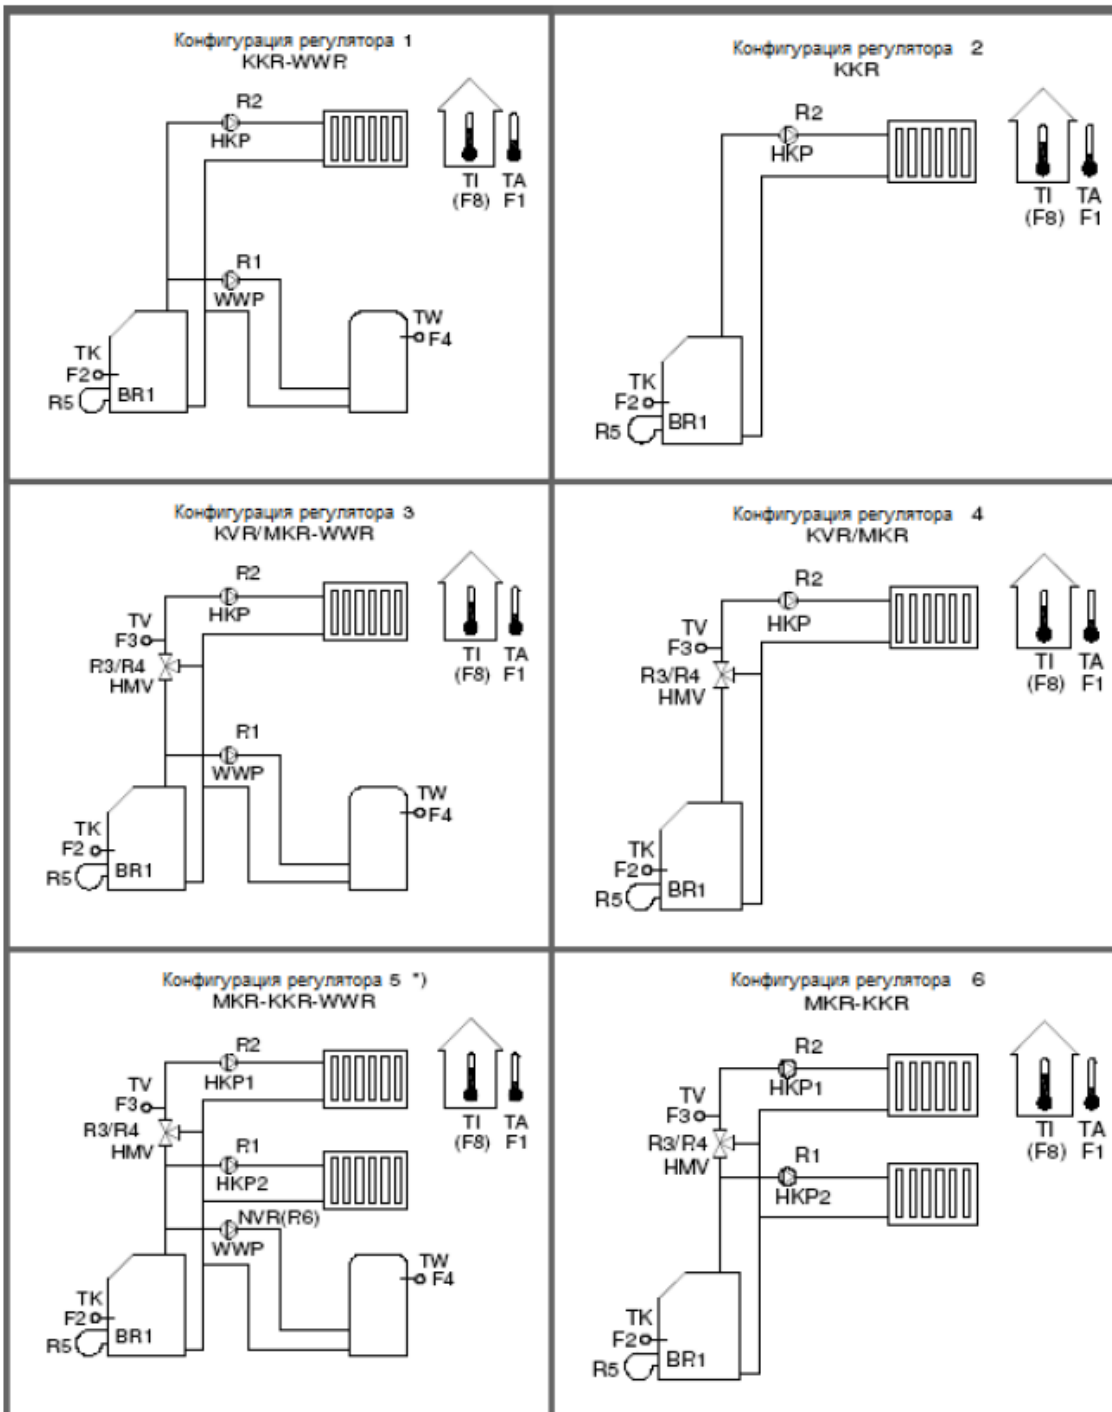 Конфигурация регулятора 1
KKR-WWR
R2
HKP
TI
(F8)
TA
F1
R1
WWP
TW
F4
TK
F2
BR1
R5
Конфигурация регулятора 2
KKR
R2
HKP
TI
(F8)
TA
F1
TK
F2
BR1
R5
Конфигурация регулятора 3
KVR/MKR-WWR
R2
HKP
TV
F3
R3/R4
HMV
TI
(F8)
TA
F1
R1
WWP
TW
F4
TK
F2
BR1
R5
Конфигурация регулятора 4
KVR/MKR
R2
HKP
TV
F3
R3/R4
HMV
TI
(F8)
TA
F1
TK
F2
BR1
R5
Конфигурация регулятора 5 *)
MKR-KKR-WWR
R2
HKP1
TV
F3
R3/R4
HMV
TI
(F8)
TA
F1
R1
HKP2
NVR(R6)
WWP
TW
F4
TK
F2
BR1
R5
Конфигурация регулятора 6
MKR-KKR
R2
HKP1
TV
F3
R3/R4
HMV
TI
(F8)
TA
F1
R1
HKP2
TK
F2
BR1
R5